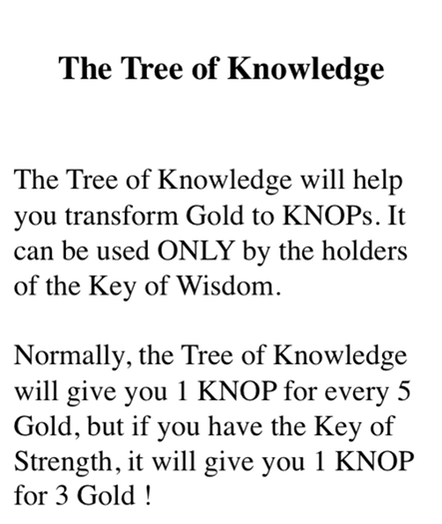 The Tree of Knowledge
The Tree of Knowledge will help
you transform Gold to KNOPs. It
can be used ONLY by the holders
of the Key of Wisdom.
Normally, the Tree of Knowledge
will give you 1 KNOP for every 5
Gold, but if you have the Key of
Strength, it will give you 1 KNOP
for 3 Gold !